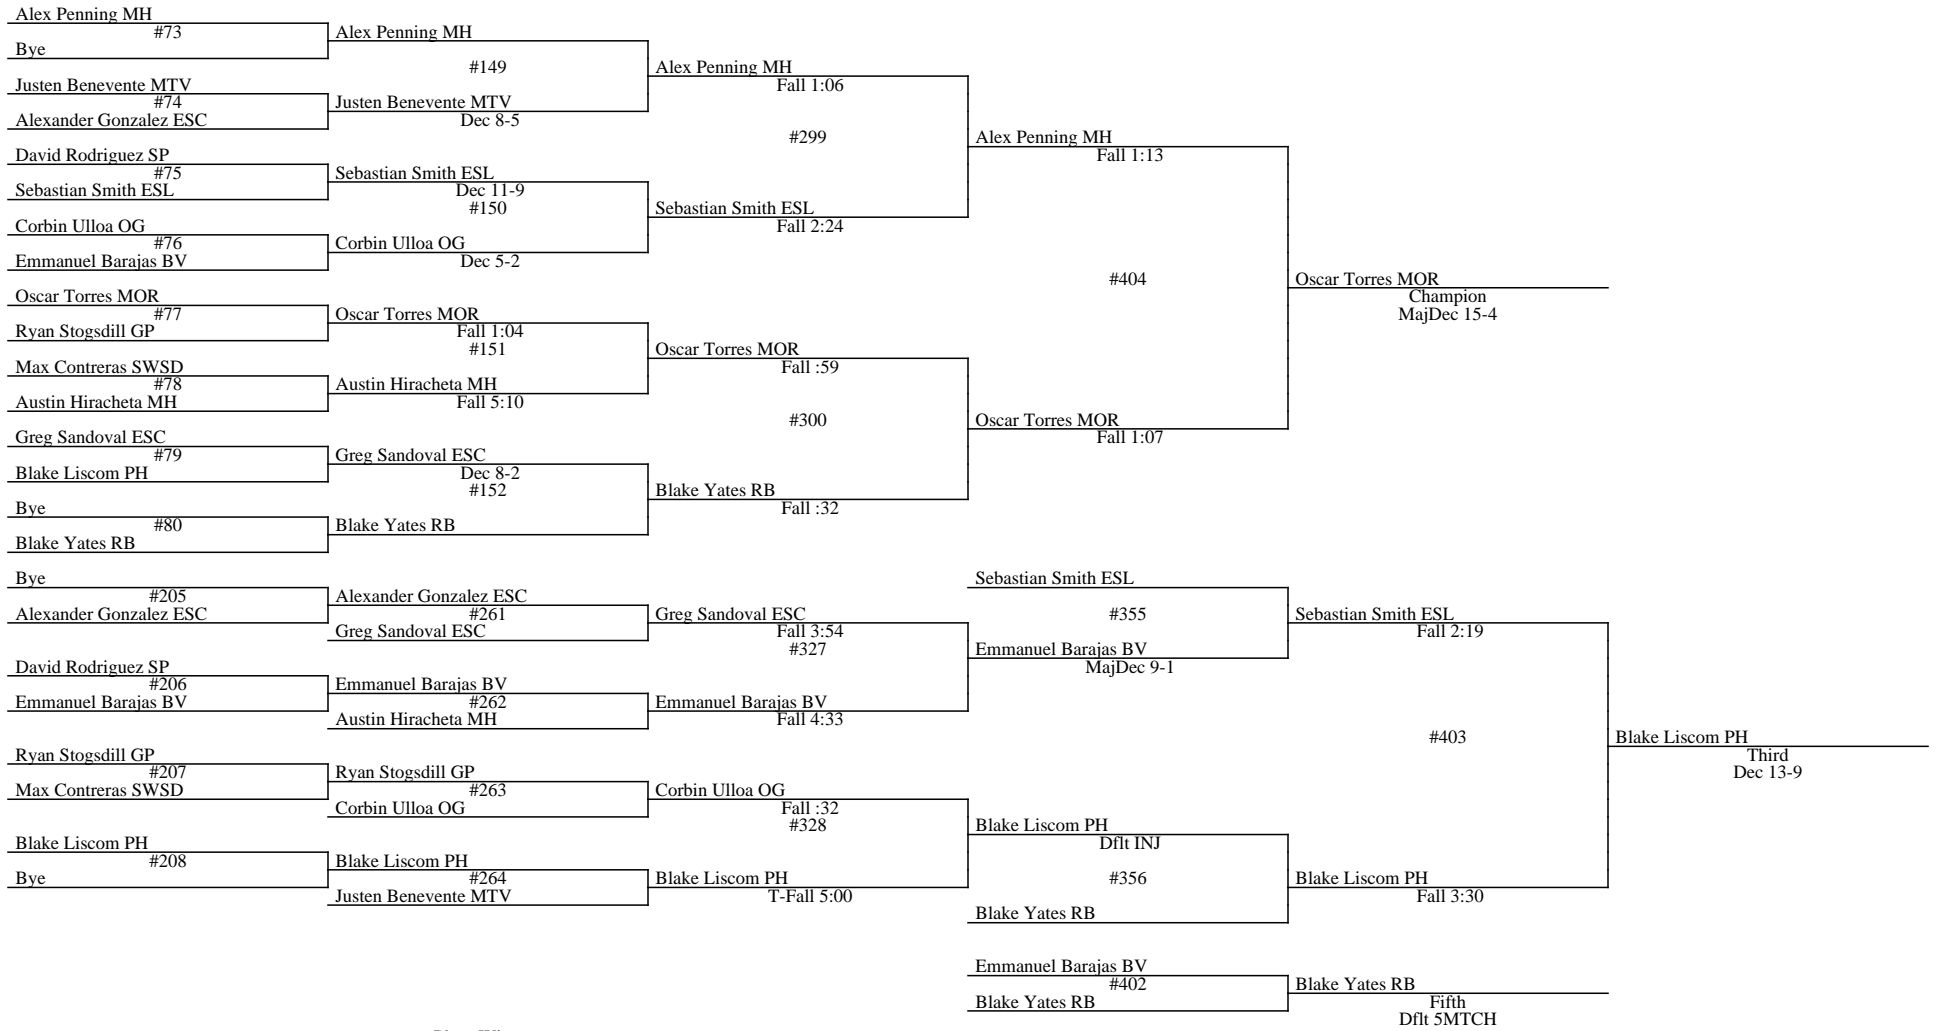 Alex Penning MH
#73
Bye
Alex Penning MH
#149
Justen Benevente MTV
#74
Alexander Gonzalez ESC
Justen Benevente MTV
Dec 8-5
Alex Penning MH
Fall 1:06
#299
David Rodriguez SP
#75
Sebastian Smith ESL
Sebastian Smith ESL
Dec 11-9
#150
Corbin Ulloa OG
#76
Emmanuel Barajas BV
Corbin Ulloa OG
Dec 5-2
Sebastian Smith ESL
Fall 2:24
Alex Penning MH
Fall 1:13
#404
Oscar Torres MOR
#77
Ryan Stogsdill GP
Oscar Torres MOR
Fall 1:04
#151
Max Contreras SWSD
#78
Austin Hiracheta MH
Austin Hiracheta MH
Fall 5:10
Oscar Torres MOR
Fall :59
#300
Greg Sandoval ESC
#79
Blake Liscom PH
Greg Sandoval ESC
Dec 8-2
#152
Bye
#80
Blake Yates RB
Blake Yates RB
Blake Yates RB
Fall :32
Oscar Torres MOR
Fall 1:07
Oscar Torres MOR
Champion
MajDec 15-4
Bye
#205
Alexander Gonzalez ESC
Alexander Gonzalez ESC
#261
Greg Sandoval ESC
Greg Sandoval ESC
Fall 3:54
#327
David Rodriguez SP
#206
Emmanuel Barajas BV
Emmanuel Barajas BV
#262
Austin Hiracheta MH
Emmanuel Barajas BV
Fall 4:33
Sebastian Smith ESL
#355
Emmanuel Barajas BV
MajDec 9-1
Sebastian Smith ESL
Fall 2:19
#403
Ryan Stogsdill GP
#207
Max Contreras SWSD
Ryan Stogsdill GP
#263
Corbin Ulloa OG
Corbin Ulloa OG
Fall :32
#328
Blake Liscom PH
#208
Bye
Blake Liscom PH
#264
Justen Benevente MTV
Blake Liscom PH
T-Fall 5:00
Blake Liscom PH
Dflt INJ
#356
Blake Yates RB
Blake Liscom PH
Fall 3:30
Blake Liscom PH
Third
Dec 13-9
Emmanuel Barajas BV
#402
Blake Yates RB
Blake Yates RB
Fifth
Dflt 5MTCH